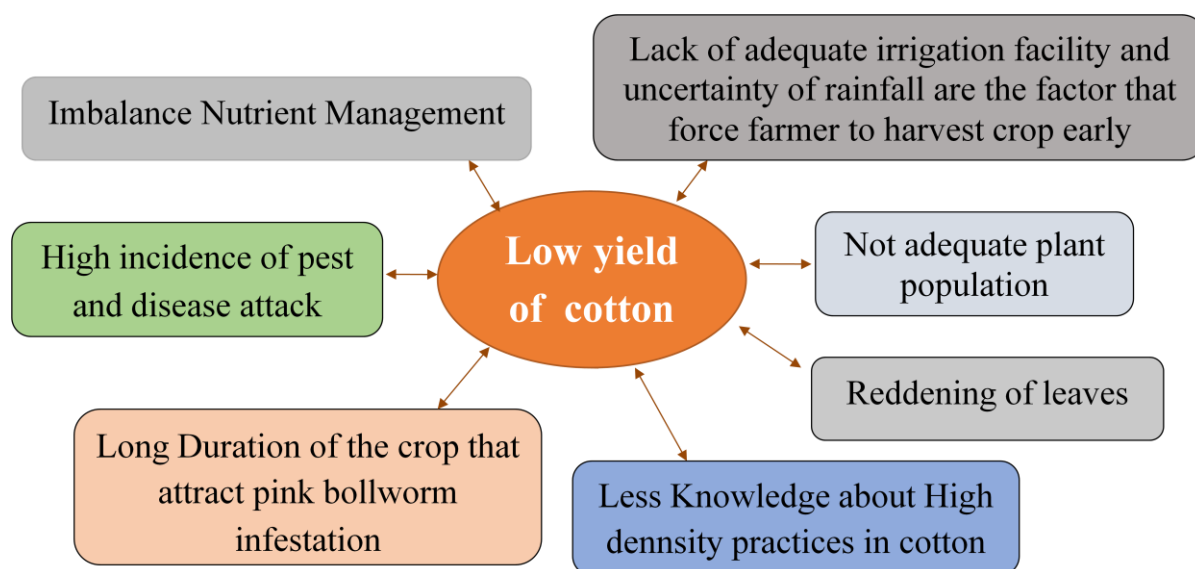 Lack of adequate irrigation facility and
uncertainty of rainfall are the factor that
force farmer to harvest crop early
Imbalance Nutrient Management
High incidence of pest
and disease attack
Low yield
of cotton
Not adequate plant
population
Reddening of leaves
Long Duration of the crop that
attract pink bollworm
infestation
Less Knowledge about High
dennsity practices in cotton